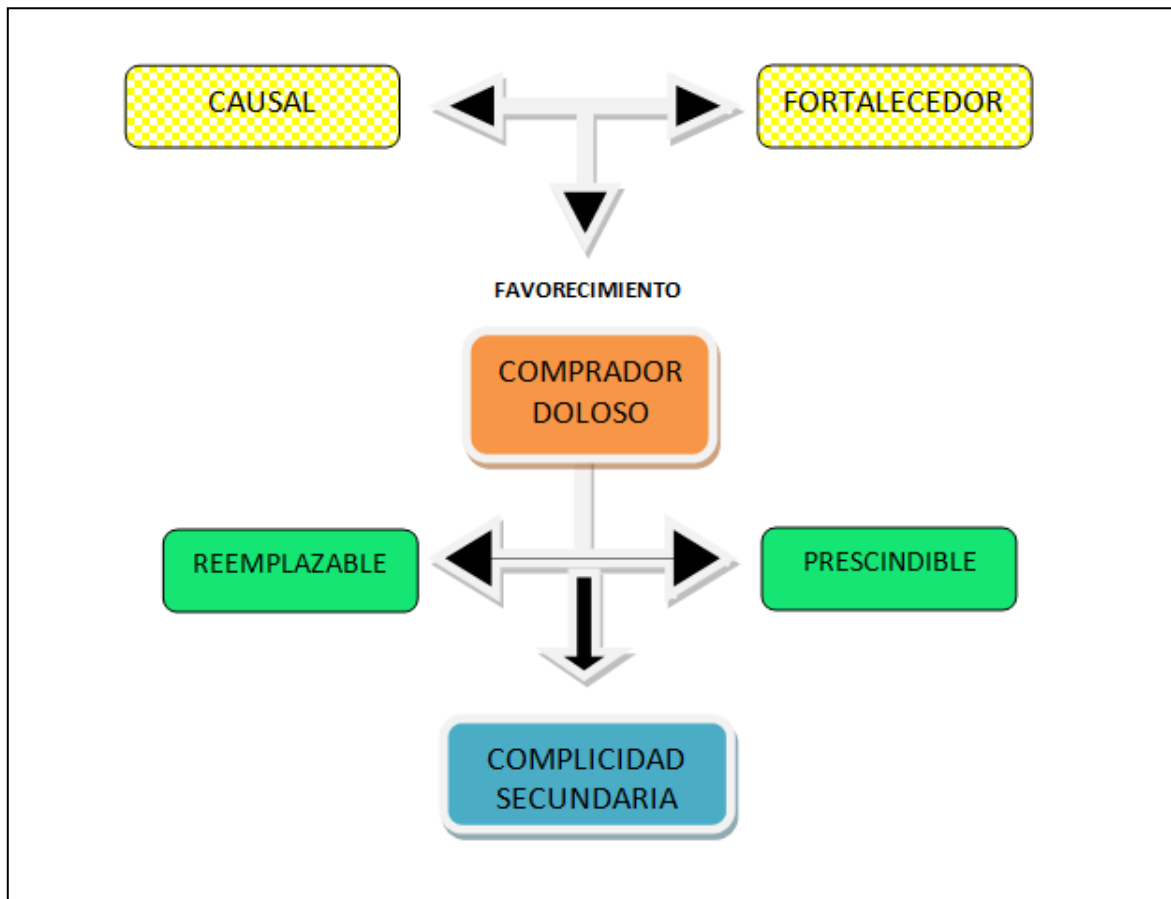 CAUSAL
FORTALECEDOR
FAVORECIMIENTO
COMPRADOR
DOLOSO
REEMPLAZABLE
PRESCINDIBLE
COMPLICIDAD
SECUNDARIA